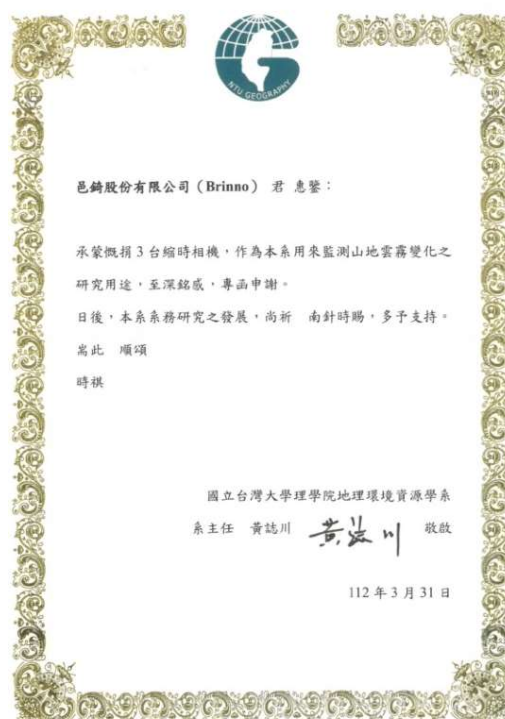 NTU GEOGRAPHY
邑錡股份有限公司(Brinno) 君 惠鑒:
承蒙慨捐3台縮時相機,作為本系用來監測山地雲霧變化之
研究用途,至深銘感,專函申謝。
日後,本系系務研究之發展,尚祈 南針時賜,多予支持。
耑此 順頌
時祺
國立台灣大學理學院地理環境資源學系
系主任 黃誌川 黃誌川 敬啟
112年3月31日